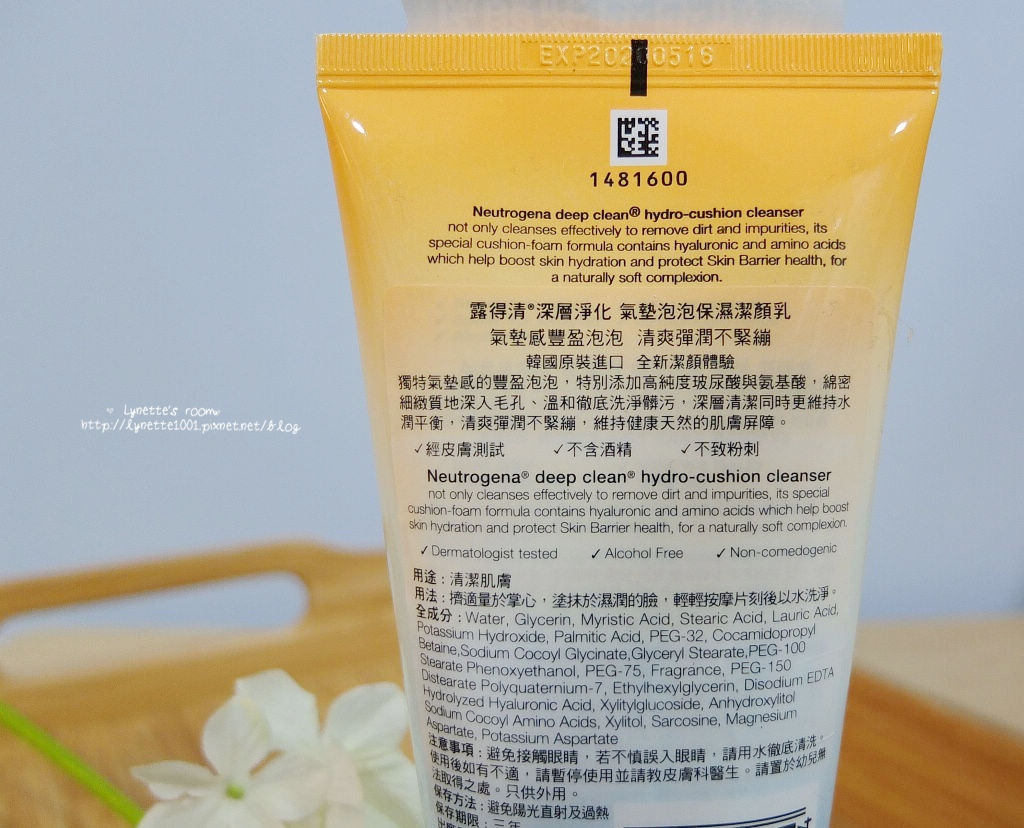 1481600
Neutrogena deep clean® hydro-cushion cleanser
not only cleanses effectively to remove dirt and impurities, its
special cushion-foam formula contains hyaluronic and amino acids
which help boost skin hydration and protect Skin Barrier health, for
a naturally soft complexion.
露得清®深層淨化 氣墊泡泡保濕潔顏乳
氣墊感豐盈泡泡 清爽彈潤不緊繃
韓國原裝進口 全新潔顏體驗
獨特氣墊感的豐盈泡泡，特別添加高純度玻尿酸與氨基酸，綿密
細緻質地深入毛孔、溫和徹底洗淨髒污，深層清潔同時更維持水
潤平衡，清爽彈潤不緊繃，維持健康天然的肌膚屏障。
✓經皮膚測試 ✓不含酒精 ✓不致粉刺
Neutrogena® deep clean® hydro-cushion cleanser
not only cleanses effectively to remove dirt and impurities, its special
cushion-foam formula contains hyaluronic and amino acids which help boost
skin hydration and protect Skin Barrier health, for a naturally soft complexion.
✓ Dermatologist tested ✓ Alcohol Free ✓ Non-comedogenic
用途：清潔肌膚
用法：擠適量於掌心，塗抹於濕潤的臉，輕輕按摩片刻後以水洗淨。
全成分：Water, Glycerin, Myristic Acid, Stearic Acid, Lauric Acid,
Potassium Hydroxide, Palmitic Acid, PEG-32, Cocamidopropyl
Betaine,Sodium Cocoyl Glycinate,Glyceryl Stearate,PEG-100
Stearate Phenoxyethanol, PEG-75, Fragrance, PEG-150
Distearate Polyquaternium-7, Ethylhexylglycerin, Disodium EDTA
Hydrolyzed Hyaluronic Acid, Xylitylglucoside, Anhydroxylitol
Sodium Cocoyl Amino Acids, Xylitol, Sarcosine, Magnesium
Aspartate, Potassium Aspartate
注意事項：避免接觸眼睛，若不慎誤入眼睛，請用水徹底清洗。
使用後如有不適，請暫停使用並請教皮膚科醫生。請置於幼兒無
法取得之處。只供外用。
保存方法：避免陽光直射及過熱
保存期限：三年
Lynette's room
http://lynette1001.pixnet.net/blog